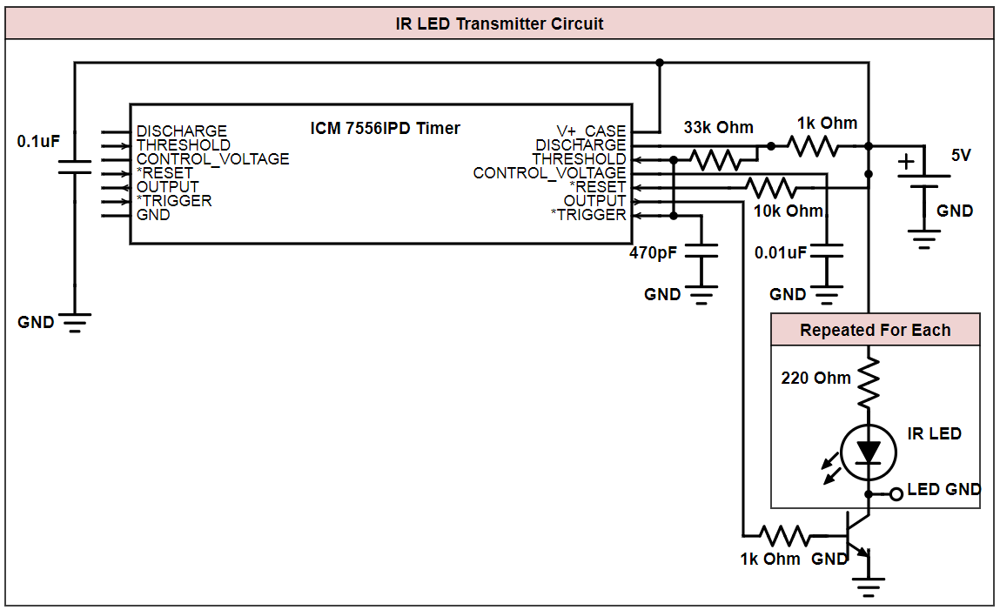 IR LED Transmitter Circuit
0.1uF
ICM 7556IPD Timer
DISCHARGE
THRESHOLD
CONTROL_VOLTAGE
*RESET
OUTPUT
*TRIGGER
GND
V+_CASE
DISCHARGE
THRESHOLD
CONTROL_VOLTAGE
*RESET
OUTPUT
*TRIGGER
33k Ohm
1k Ohm
+
5V
GND
10k Ohm
470pF
0.01uF
GND
GND
GND
Repeated For Each
220 Ohm
IR LED
LED GND
1k Ohm
GND